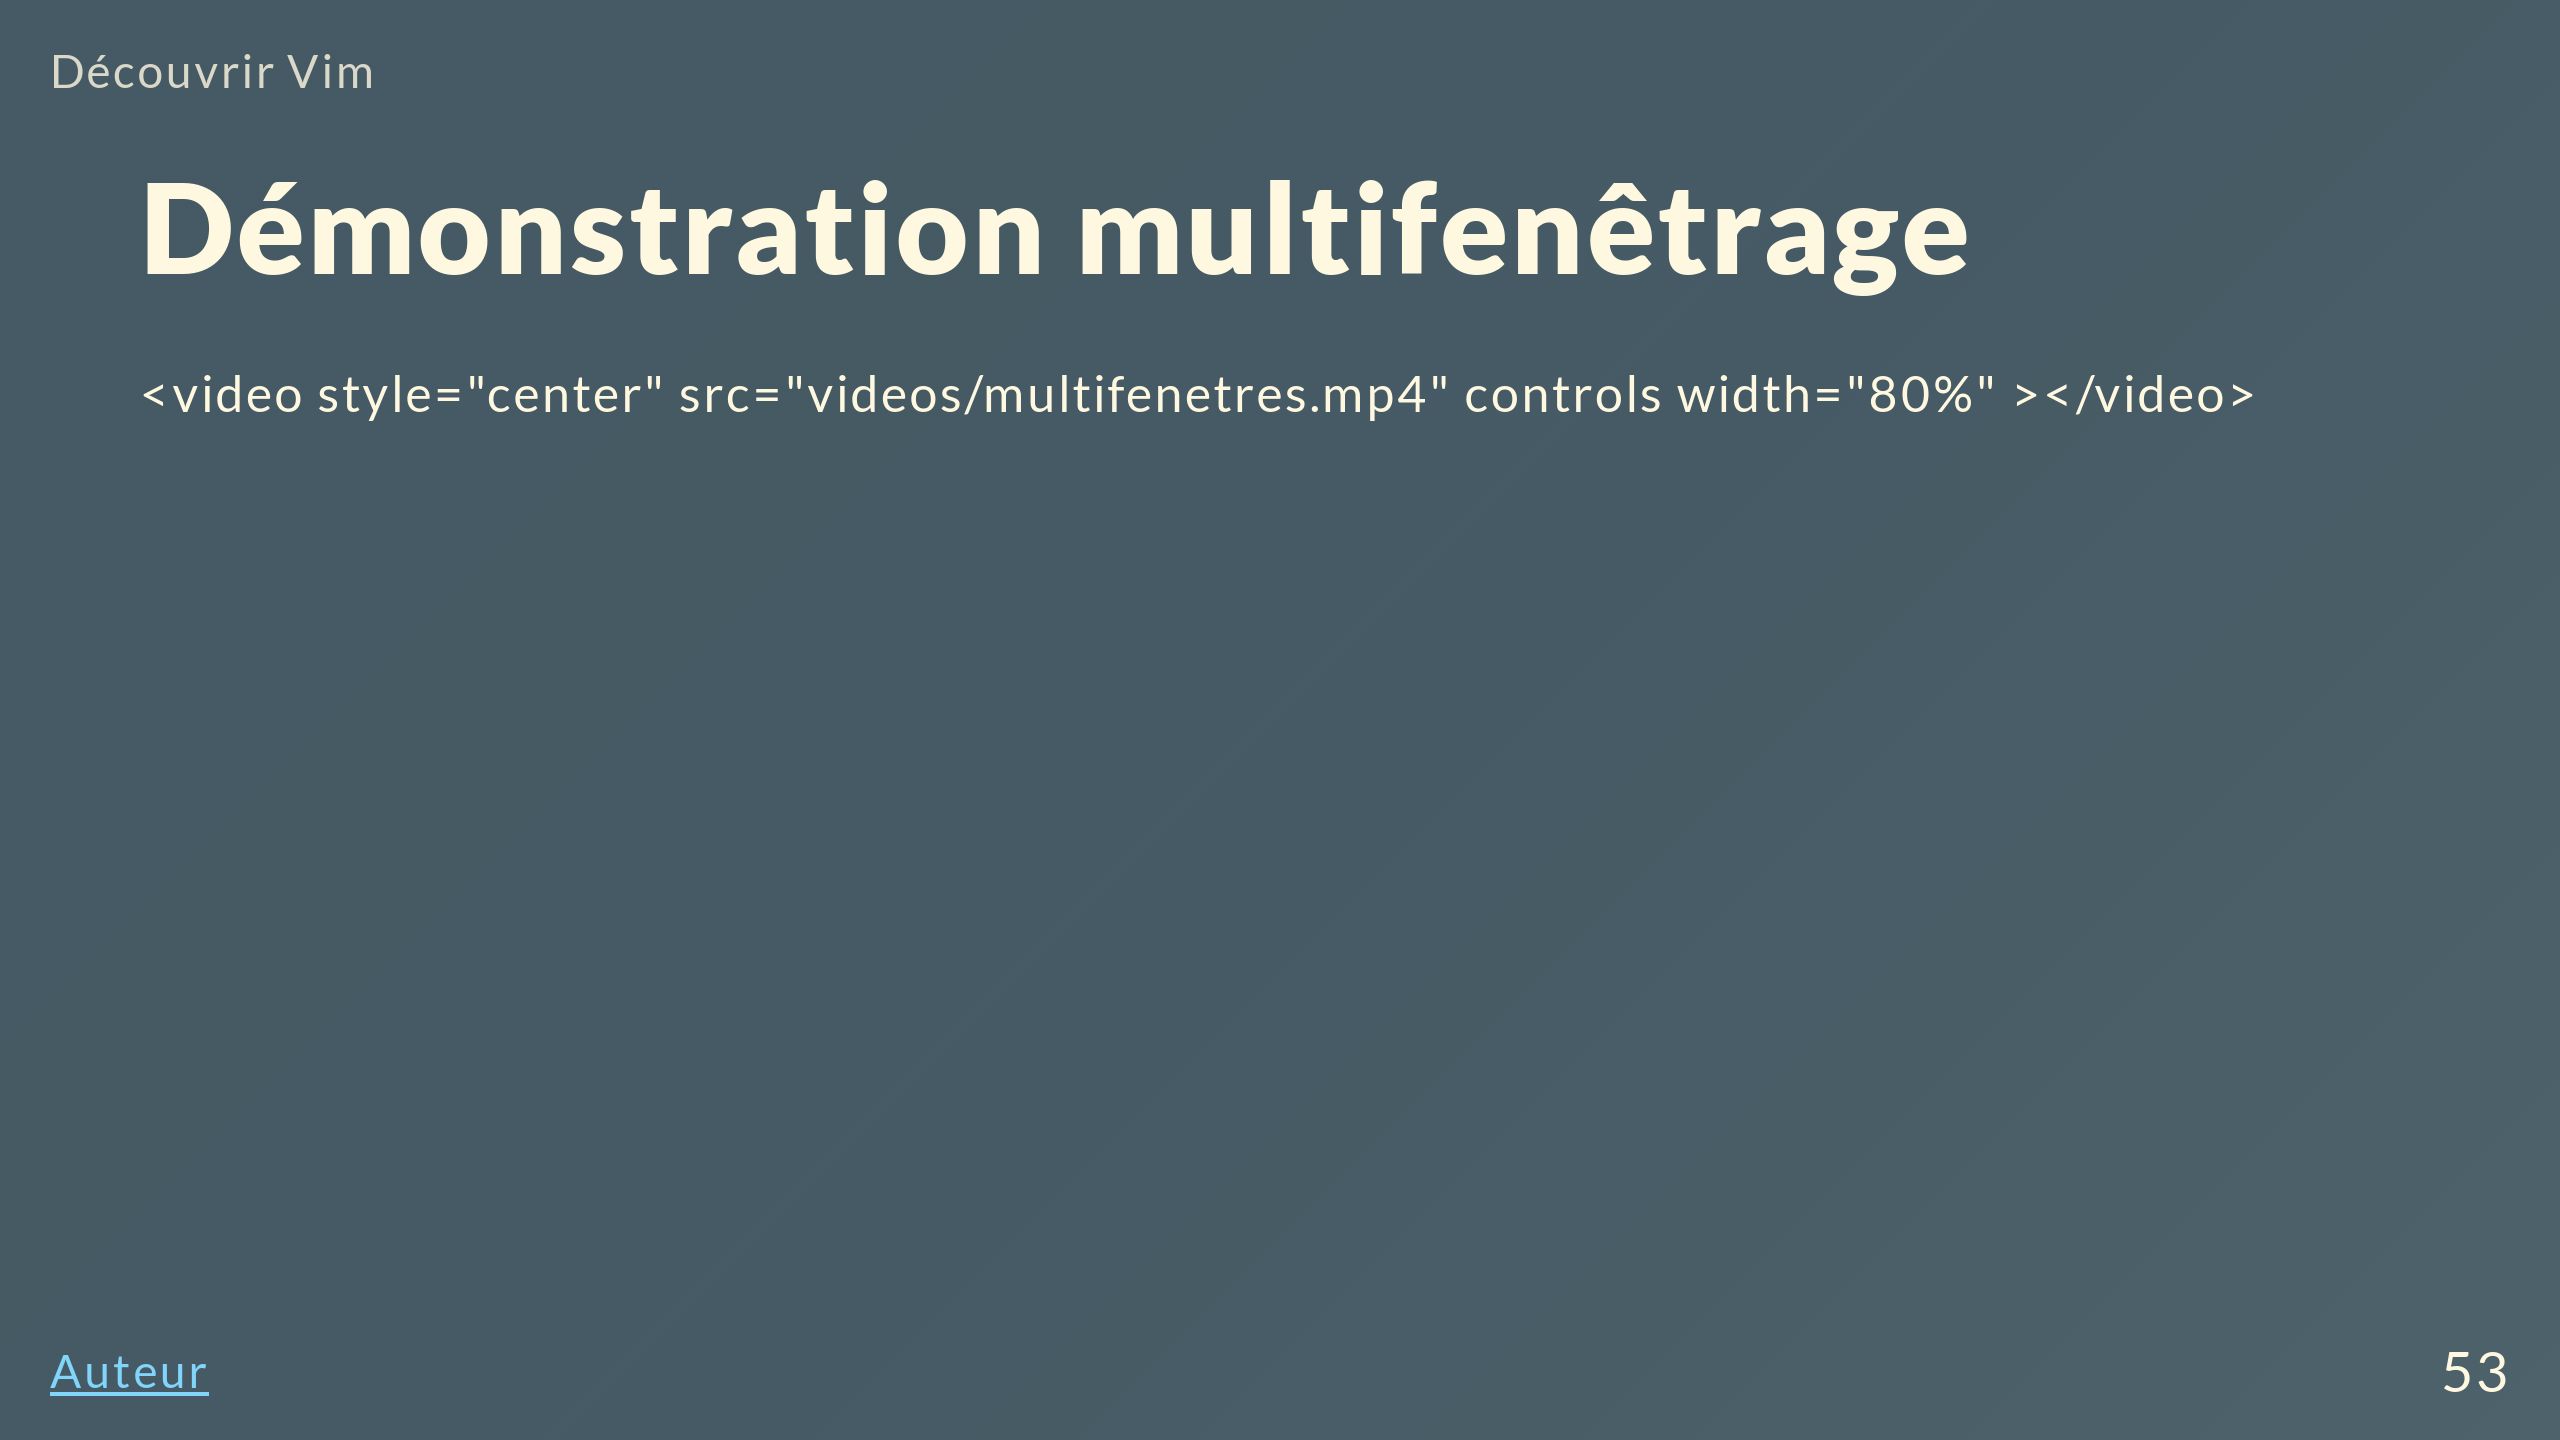 Découvrir Vim
Démonstration multifenêtrage
<video style="center" src="videos/multifenetres.mp4" controls width="80%" ></video>
Auteur
53